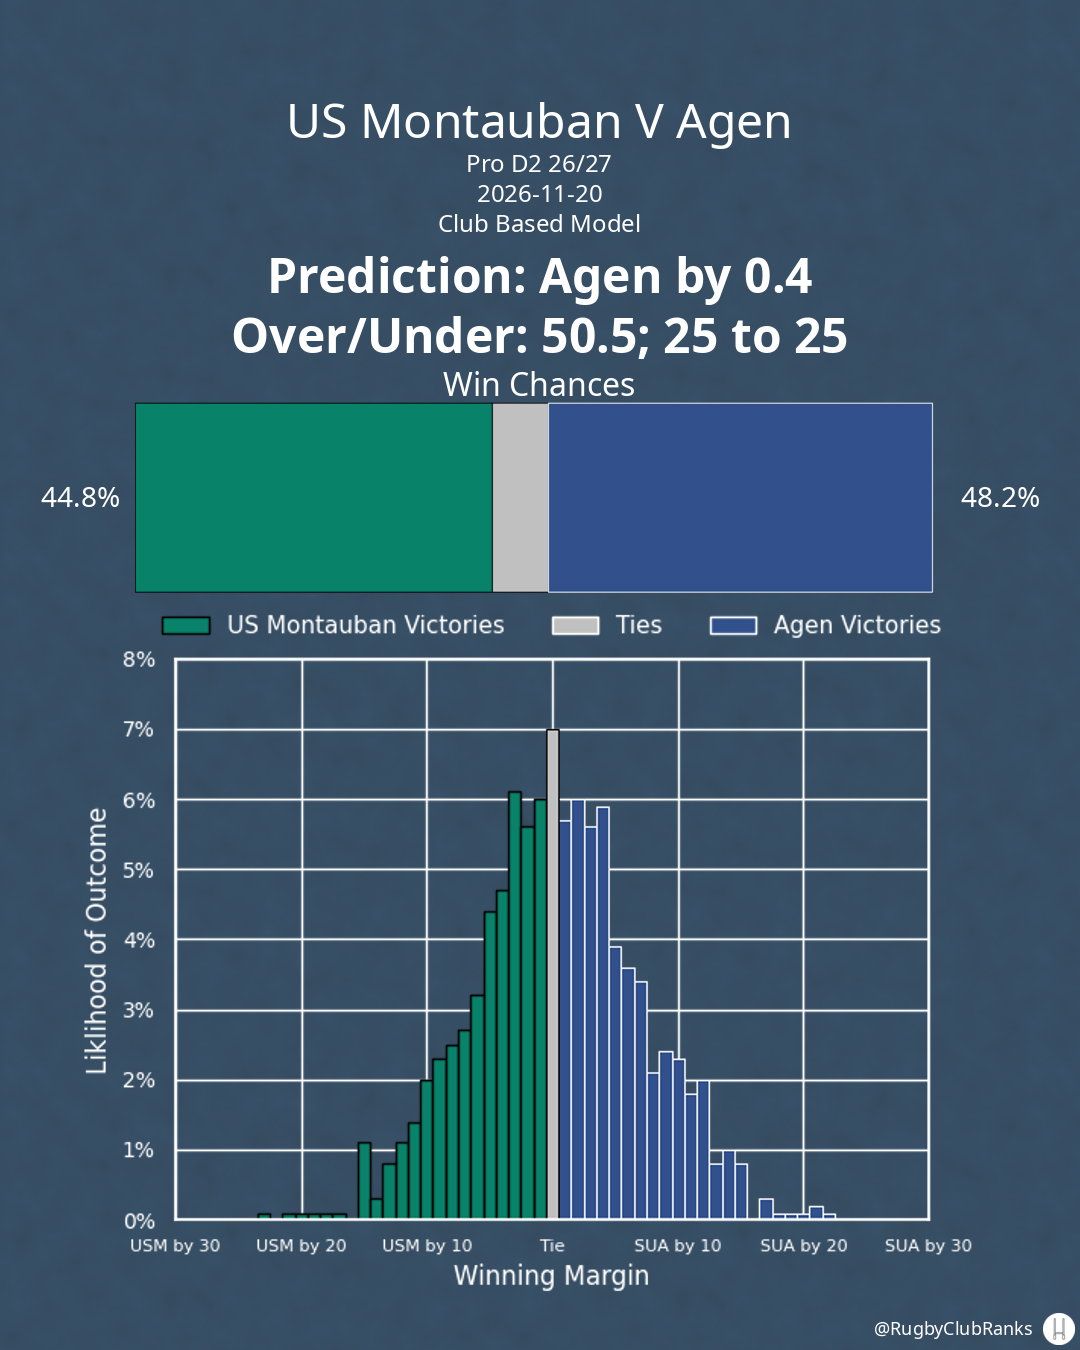 US Montauban V Agen
Pro D2 26/27
2026-11-20
Club Based Model
Prediction: Agen by 0.4
Over/Under: 50.5; 25 to 25
Win Chances
44.8%
48.2%
US Montauban Victories
Ties
Agen Victories
8%
7%
6%
5%
4%
3%
2%
1%
0%
Liklihood of Outcome
USM by 30
USM by 20
USM by 10
Tie
SUA by 10
SUA by 20
SUA by 30
Winning Margin
@RugbyClubRanks